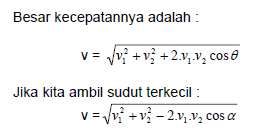 Besar kecepatannya adalah :
v = √(v₁² + v₂² + 2.v₁.v₂ cos θ)
Jika kita ambil sudut terkecil :
v = √(v₁² + v₂² − 2.v₁.v₂ cos α)